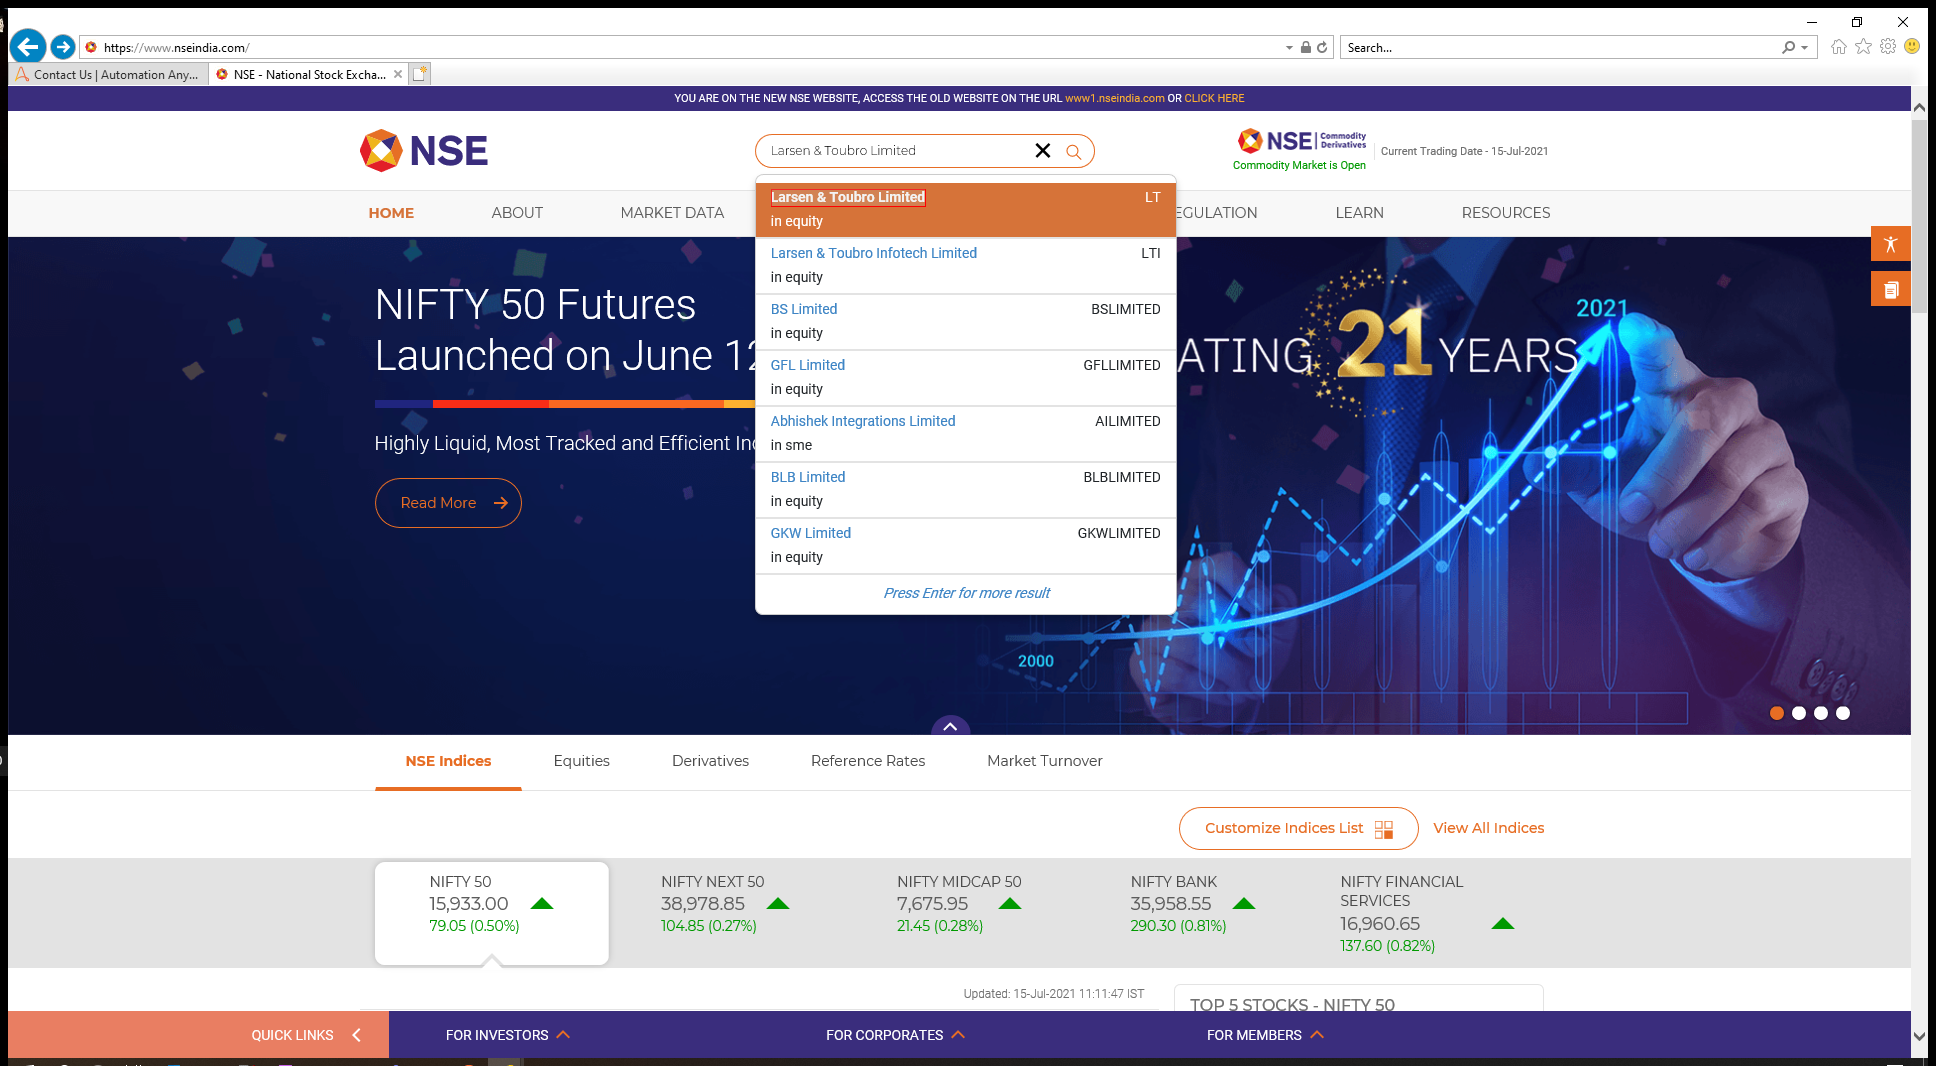 https://www.nseindia.com/
Search...
Contact Us | Automation Any...
NSE - National Stock Excha...
YOU ARE ON THE NEW NSE WEBSITE, ACCESS THE OLD WEBSITE ON THE URL www1.nseindia.com OR CLICK HERE
NSE
Larsen & Toubro Limited
NSE Commodity Derivatives
Commodity Market is Open
Current Trading Date - 15-Jul-2021
HOME ABOUT MARKET DATA EGULATION LEARN RESOURCES
Larsen & Toubro Limited LT
in equity
Larsen & Toubro Infotech Limited LTI
in equity
BS Limited BSLIMITED
in equity
GFL Limited GFLLIMITED
in equity
Abhishek Integrations Limited AILIMITED
in sme
BLB Limited BLBLIMITED
in equity
GKW Limited GKWLIMITED
in equity
Press Enter for more result
NIFTY 50 Futures
Launched on June 12
Highly Liquid, Most Tracked and Efficient In
Read More
ATING 21 YEARS
2021
2000
NSE Indices Equities Derivatives Reference Rates Market Turnover
Customize Indices List View All Indices
NIFTY 50
15,933.00
79.05 (0.50%)
NIFTY NEXT 50
38,978.85
104.85 (0.27%)
NIFTY MIDCAP 50
7,675.95
21.45 (0.28%)
NIFTY BANK
35,958.55
290.30 (0.81%)
NIFTY FINANCIAL
SERVICES
16,960.65
137.60 (0.82%)
Updated: 15-Jul-2021 11:11:47 IST
TOP 5 STOCKS - NIFTY 50
QUICK LINKS FOR INVESTORS FOR CORPORATES FOR MEMBERS